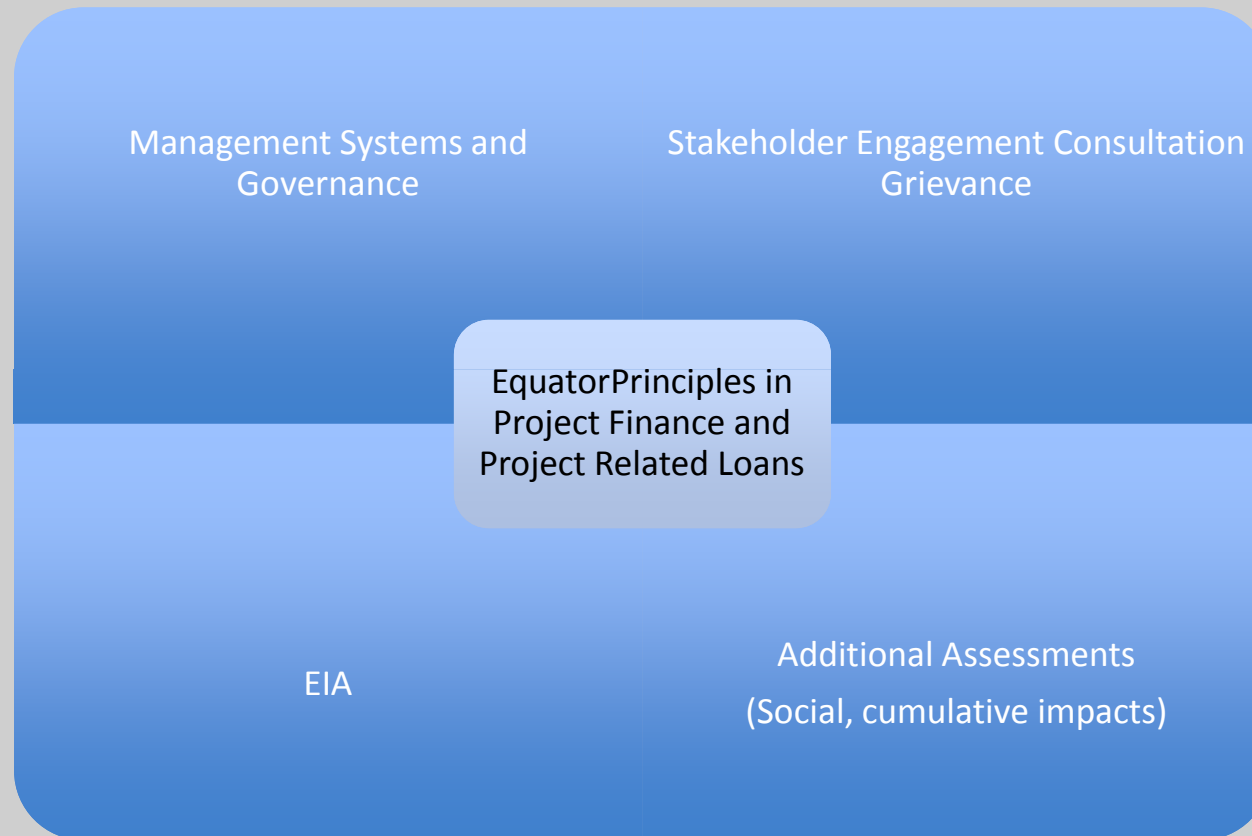 Management Systems and
Governance
Stakeholder Engagement Consultation
Grievance
EquatorPrinciples in
Project Finance and
Project Related Loans
EIA
Additional Assessments
(Social, cumulative impacts)